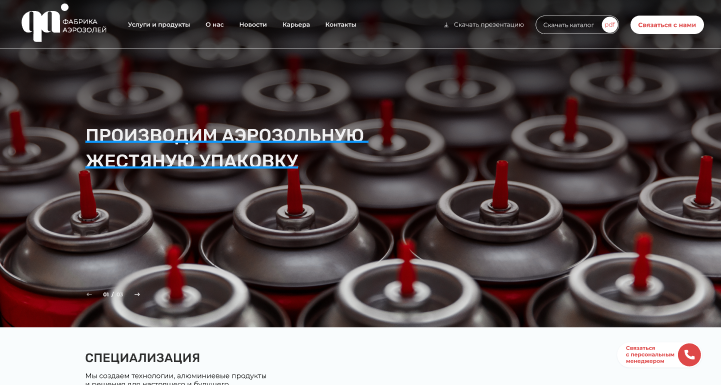 ФАБРИКА
АЭРОЗОЛЕЙ
Услуги и продукты
О нас
Новости
Карьера
Контакты
Скачать презентацию
Скачать каталог
pdf
Связаться с нами
ПРОИЗВОДИМ АЭРОЗОЛЬНУЮ
ЖЕСТЯНУЮ УПАКОВКУ
01 /
СПЕЦИАЛИЗАЦИЯ
Мы создаем технологии, алюминиевые продукты
и решения для настоящего и будущего
Связаться
с персональным
менеджером